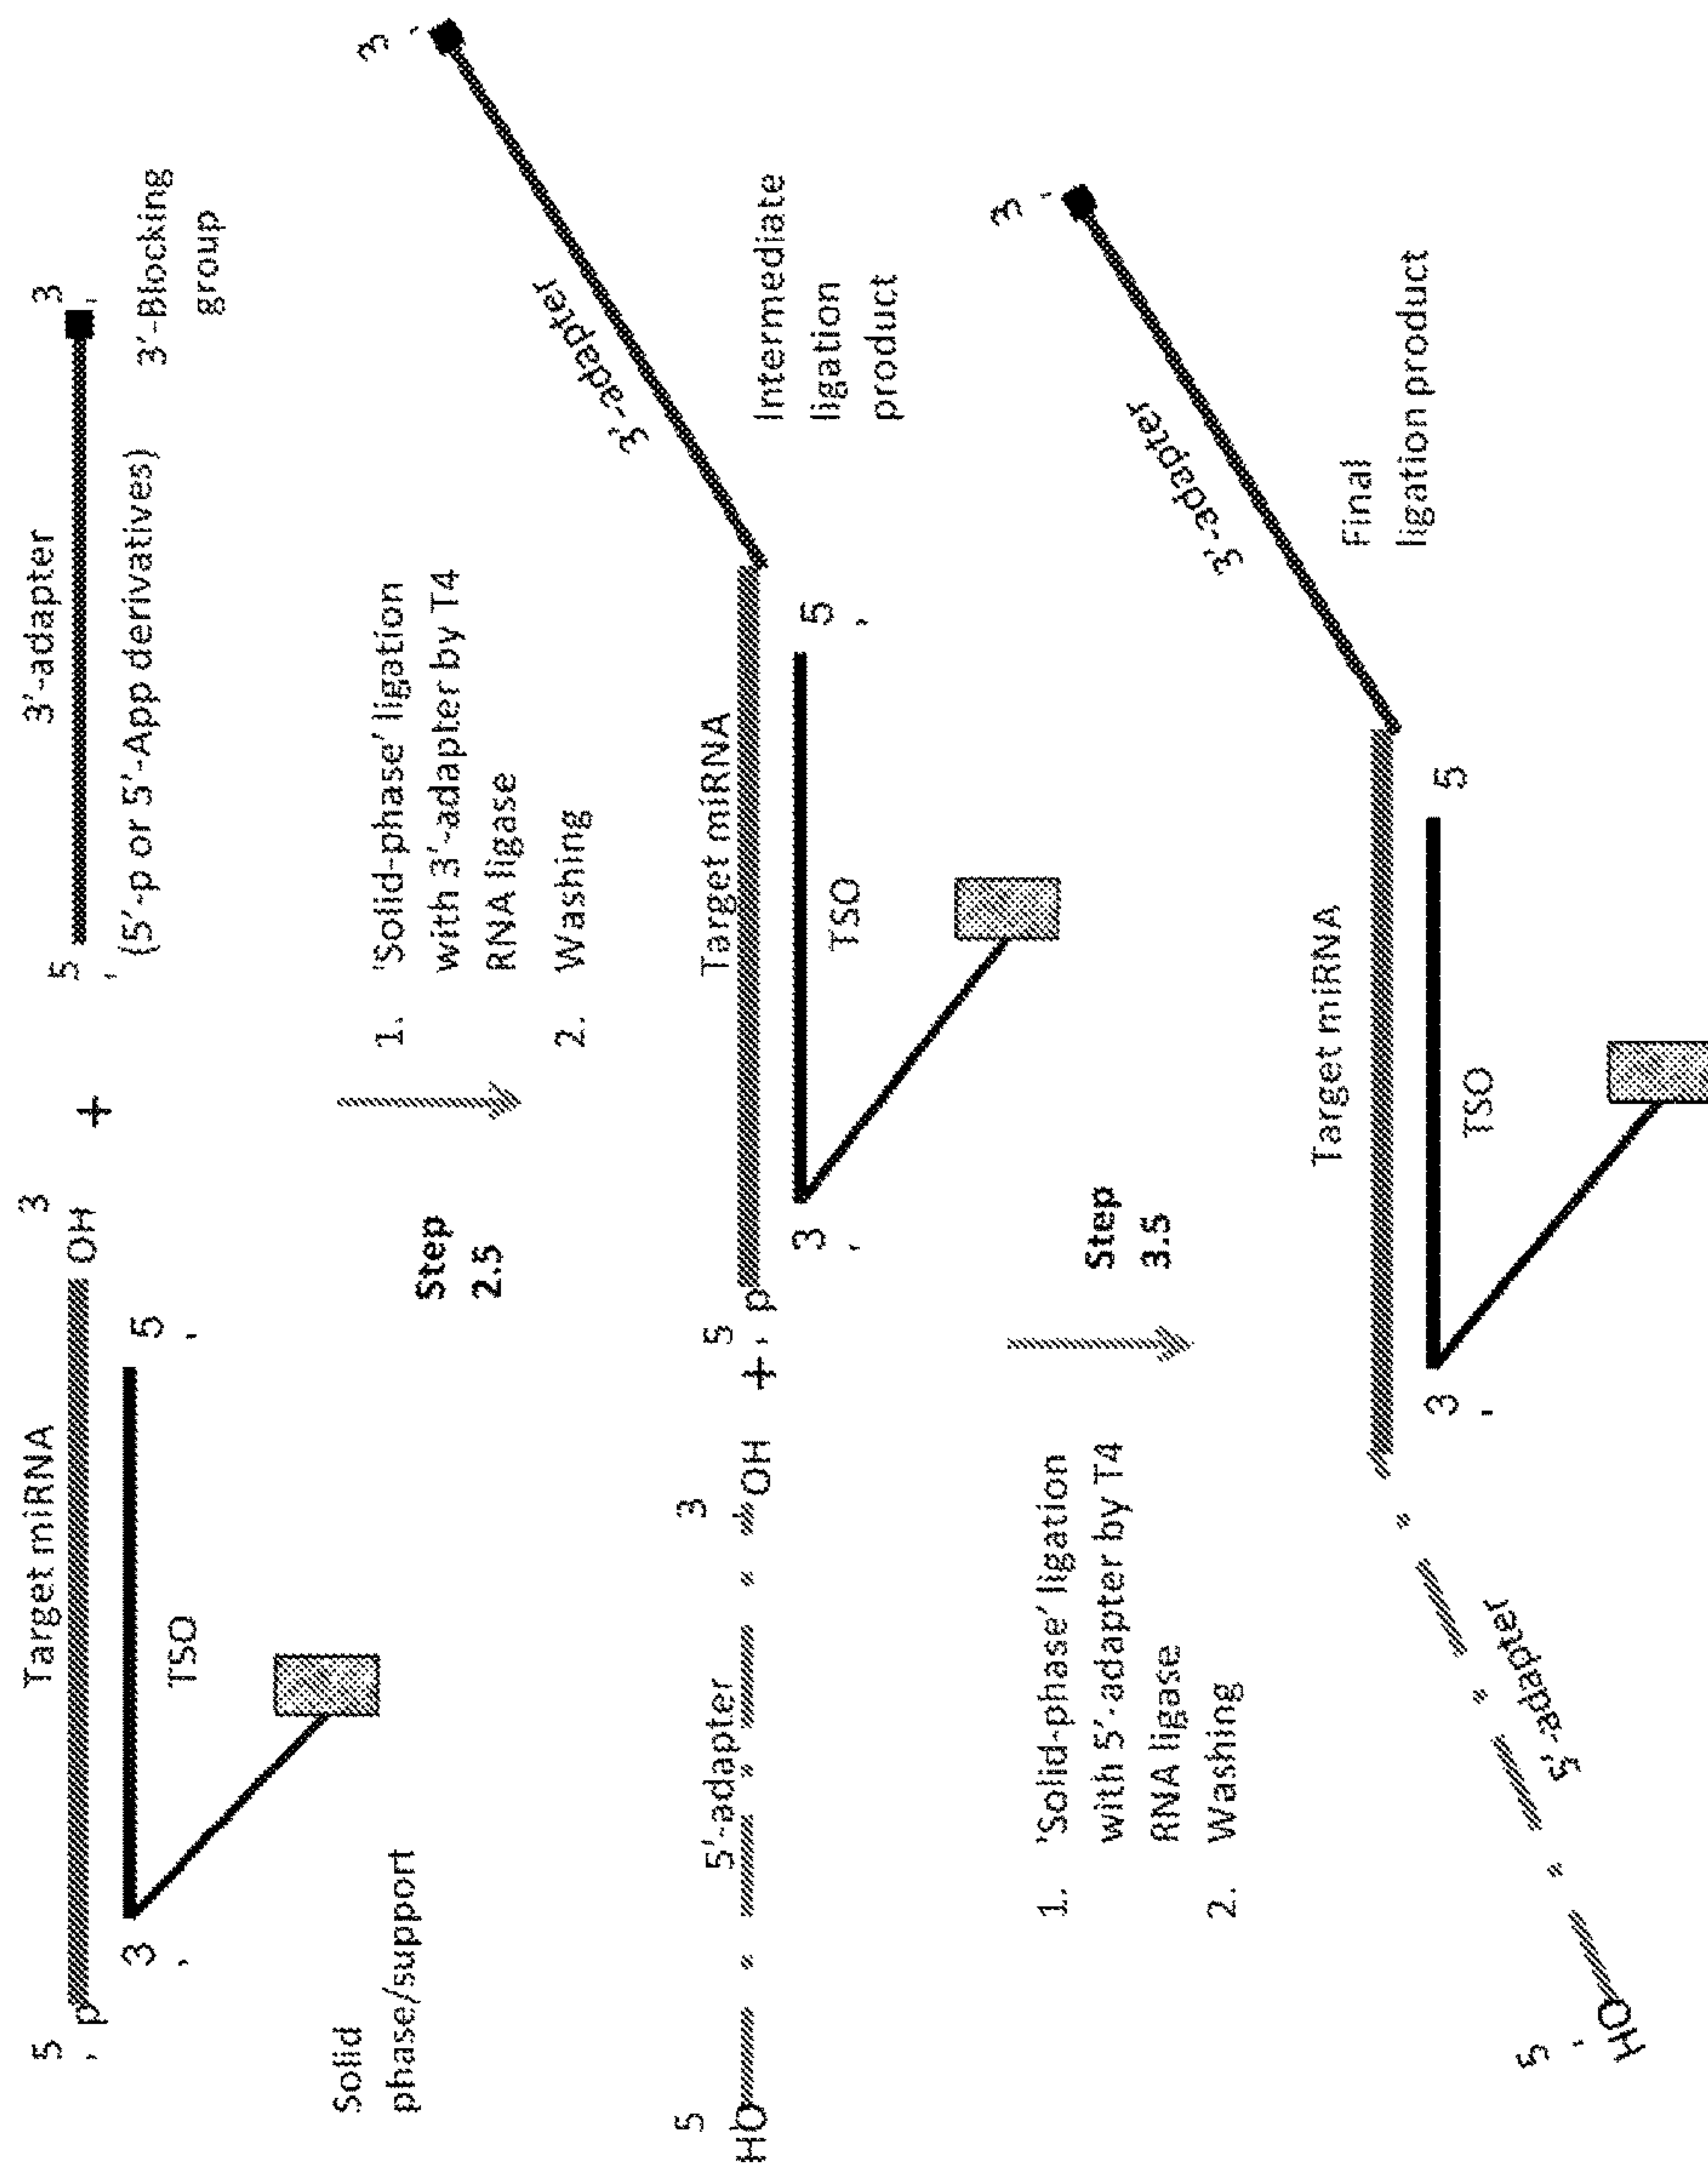 Target miRNA
3'-adapter
5'
p
OH
3
+
5'
3'
3'
5'
TSO
(5'-p or 5'-App derivatives)
3'-Blocking
group
Solid
phase/support
Step
2.5
1. 'Solid-phase' ligation
with 3'-adapter by T4
RNA ligase
2. Washing
3'
5'
HO
5'-adapter
3'
OH
+
5'
p
Target miRNA
3'-adapter
3'
TSO
5'
Intermediate
ligation
product
1. 'Solid-phase' ligation
with 5'-adapter by T4
RNA ligase
2. Washing
Step
3.5
3'
Target miRNA
3'-adapter
5'
HO
5'-adapter
3'
TSO
5
Final
ligation product